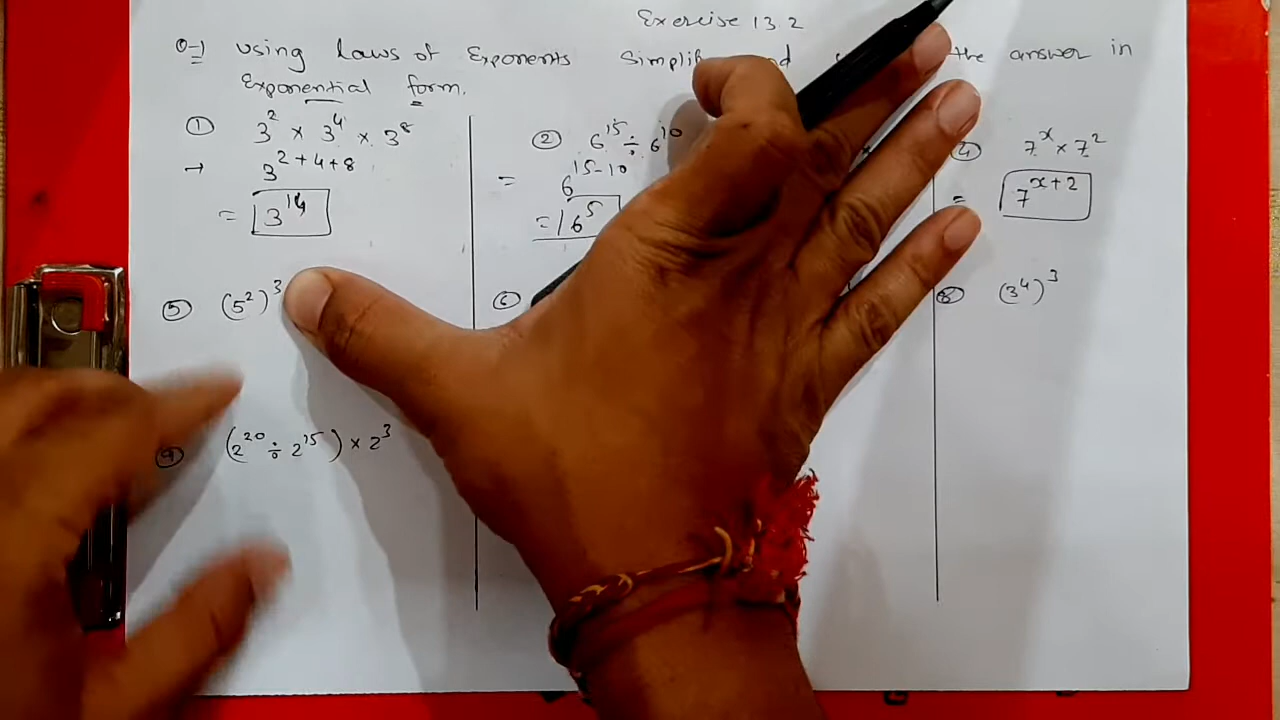 Exercise 13.2
Q-1 using Laws of Exponents the answer in
Exponential form.
① 3² × 3⁴ × 3⁸
→ 3²⁺⁴⁺⁸
= 3¹⁴
② 6¹⁵ ÷ 6¹⁰
= 6¹⁵⁻¹⁰
= 6⁵
④ 7ˣ × 7²
= 7ˣ⁺²
⑤ (5²)³
⑥
⑧ (3⁴)³
⑨ (2²⁰ ÷ 2¹⁵) × 2³